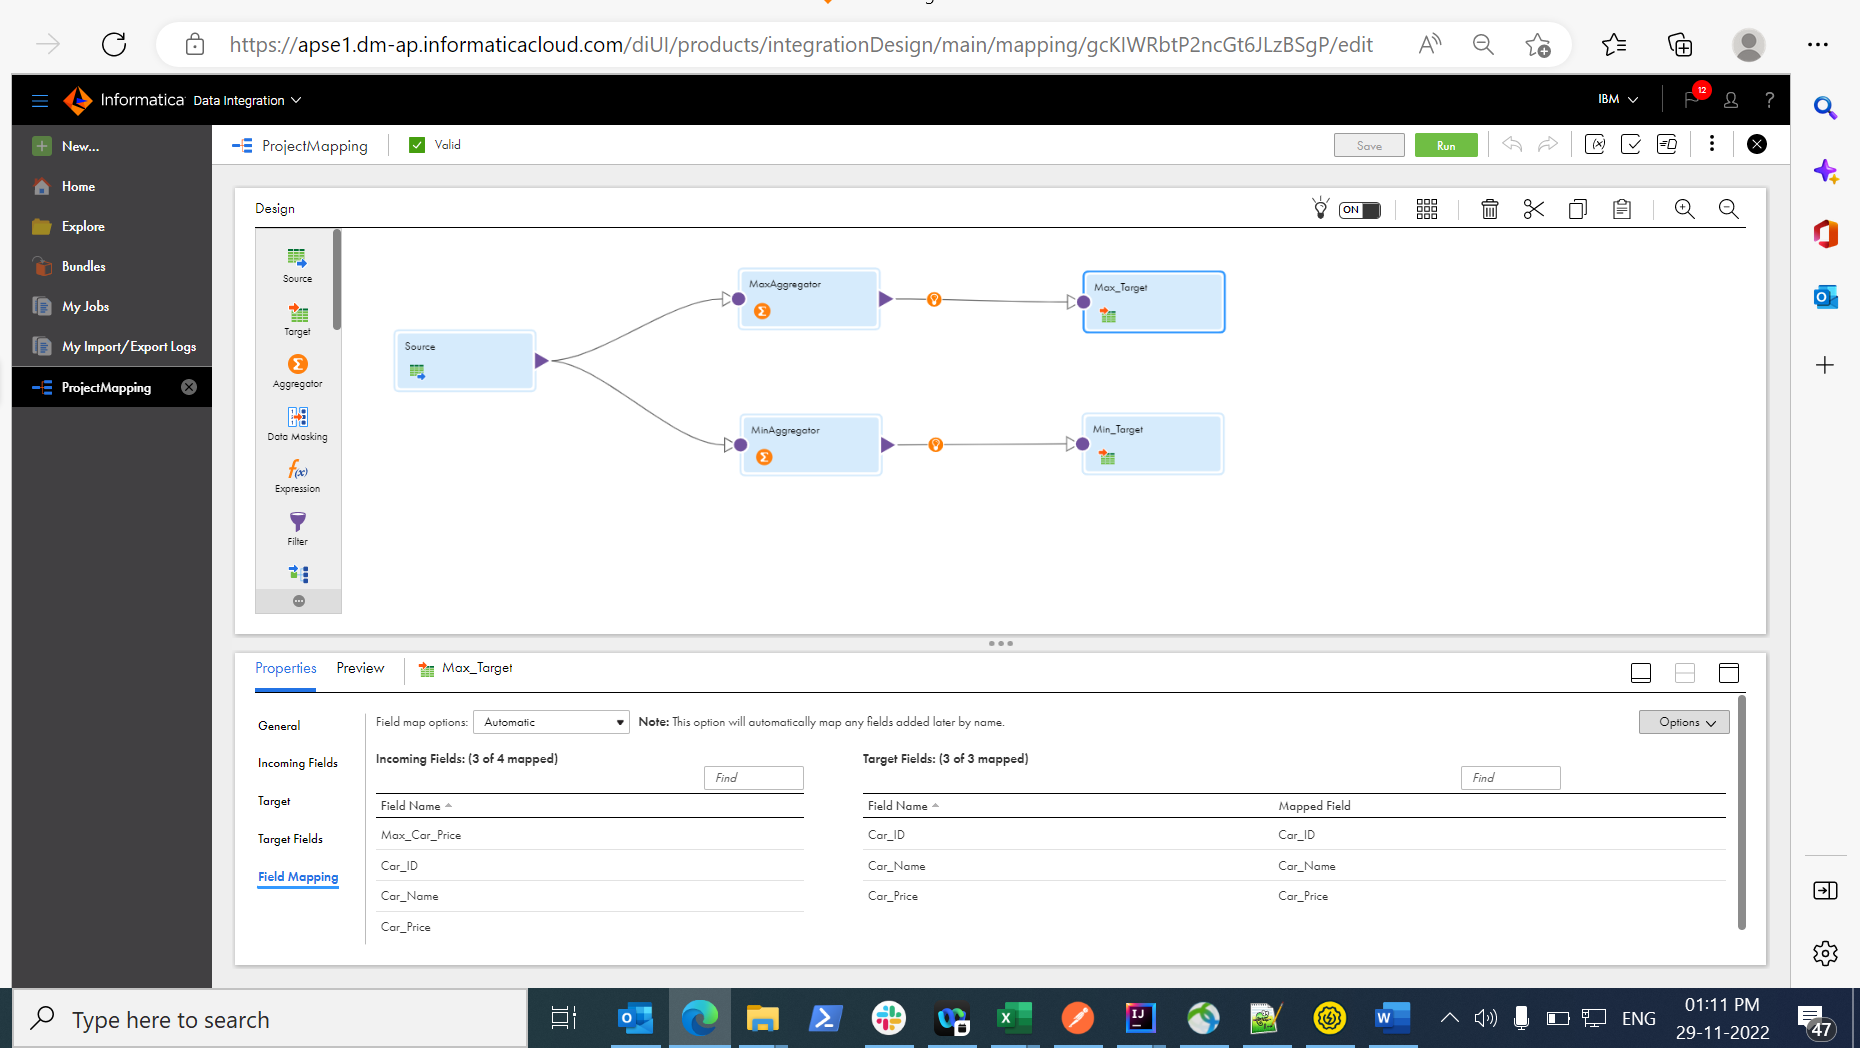 https://apse1.dm-ap.informaticacloud.com/diUI/products/integrationDesign/main/mapping/gcKIWRbtP2ncGt6JLzBSgP/edit
Informatica Data Integration
IBM
12
?
New...
Home
Explore
Bundles
My Jobs
My Import/Export Logs
ProjectMapping
ProjectMapping
Valid
Save
Run
Design
ON
Source
Target
Aggregator
Data Masking
Expression
Filter
Source
MaxAggregator
Max_Target
MinAggregator
Min_Target
Properties
Preview
Max_Target
General
Incoming Fields
Target
Target Fields
Field Mapping
Field map options:
Automatic
Note: This option will automatically map any fields added later by name.
Options
Incoming Fields: (3 of 4 mapped)
Find
Field Name
Max_Car_Price
Car_ID
Car_Name
Car_Price
Target Fields: (3 of 3 mapped)
Find
Field Name Mapped Field
Car_ID Car_ID
Car_Name Car_Name
Car_Price Car_Price
Type here to search
ENG
01:11 PM
29-11-2022
47